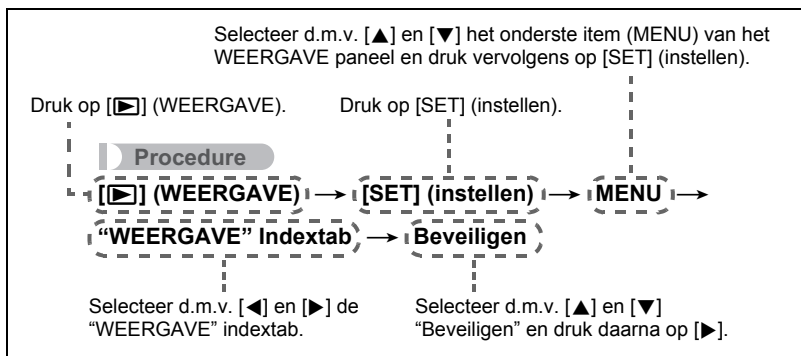 Selecteer d.m.v. [▲] en [▼] het onderste item (MENU) van het
WEERGAVE paneel en druk vervolgens op [SET] (instellen).
Druk op [▶] (WEERGAVE).
Druk op [SET] (instellen).
Procedure
[▶] (WEERGAVE) → [SET] (instellen) → MENU →
“WEERGAVE” Indextab → Beveiligen
Selecteer d.m.v. [◀] en [▶] de
“WEERGAVE” indextab.
Selecteer d.m.v. [▲] en [▼]
“Beveiligen” en druk daarna op [▶].